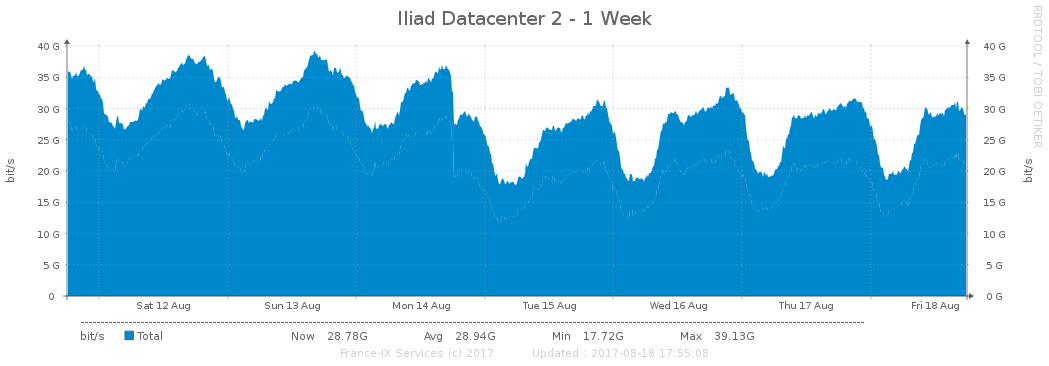 Iliad Datacenter 2 - 1 Week
RRDTOOL / TOBI OETIKER
40 G 40 G
35 G 35 G
30 G 30 G
25 G 25 G
20 G 20 G
15 G 15 G
10 G 10 G
5 G 5 G
0 0 G
bit/s bit/s
Sat 12 Aug Sun 13 Aug Mon 14 Aug Tue 15 Aug Wed 16 Aug Thu 17 Aug Fri 18 Aug
bit/s Total Now 28.78G Avg 28.94G Min 17.72G Max 39.13G
France-IX Services (c) 2017 Updated : 2017-08-18 17:55:08